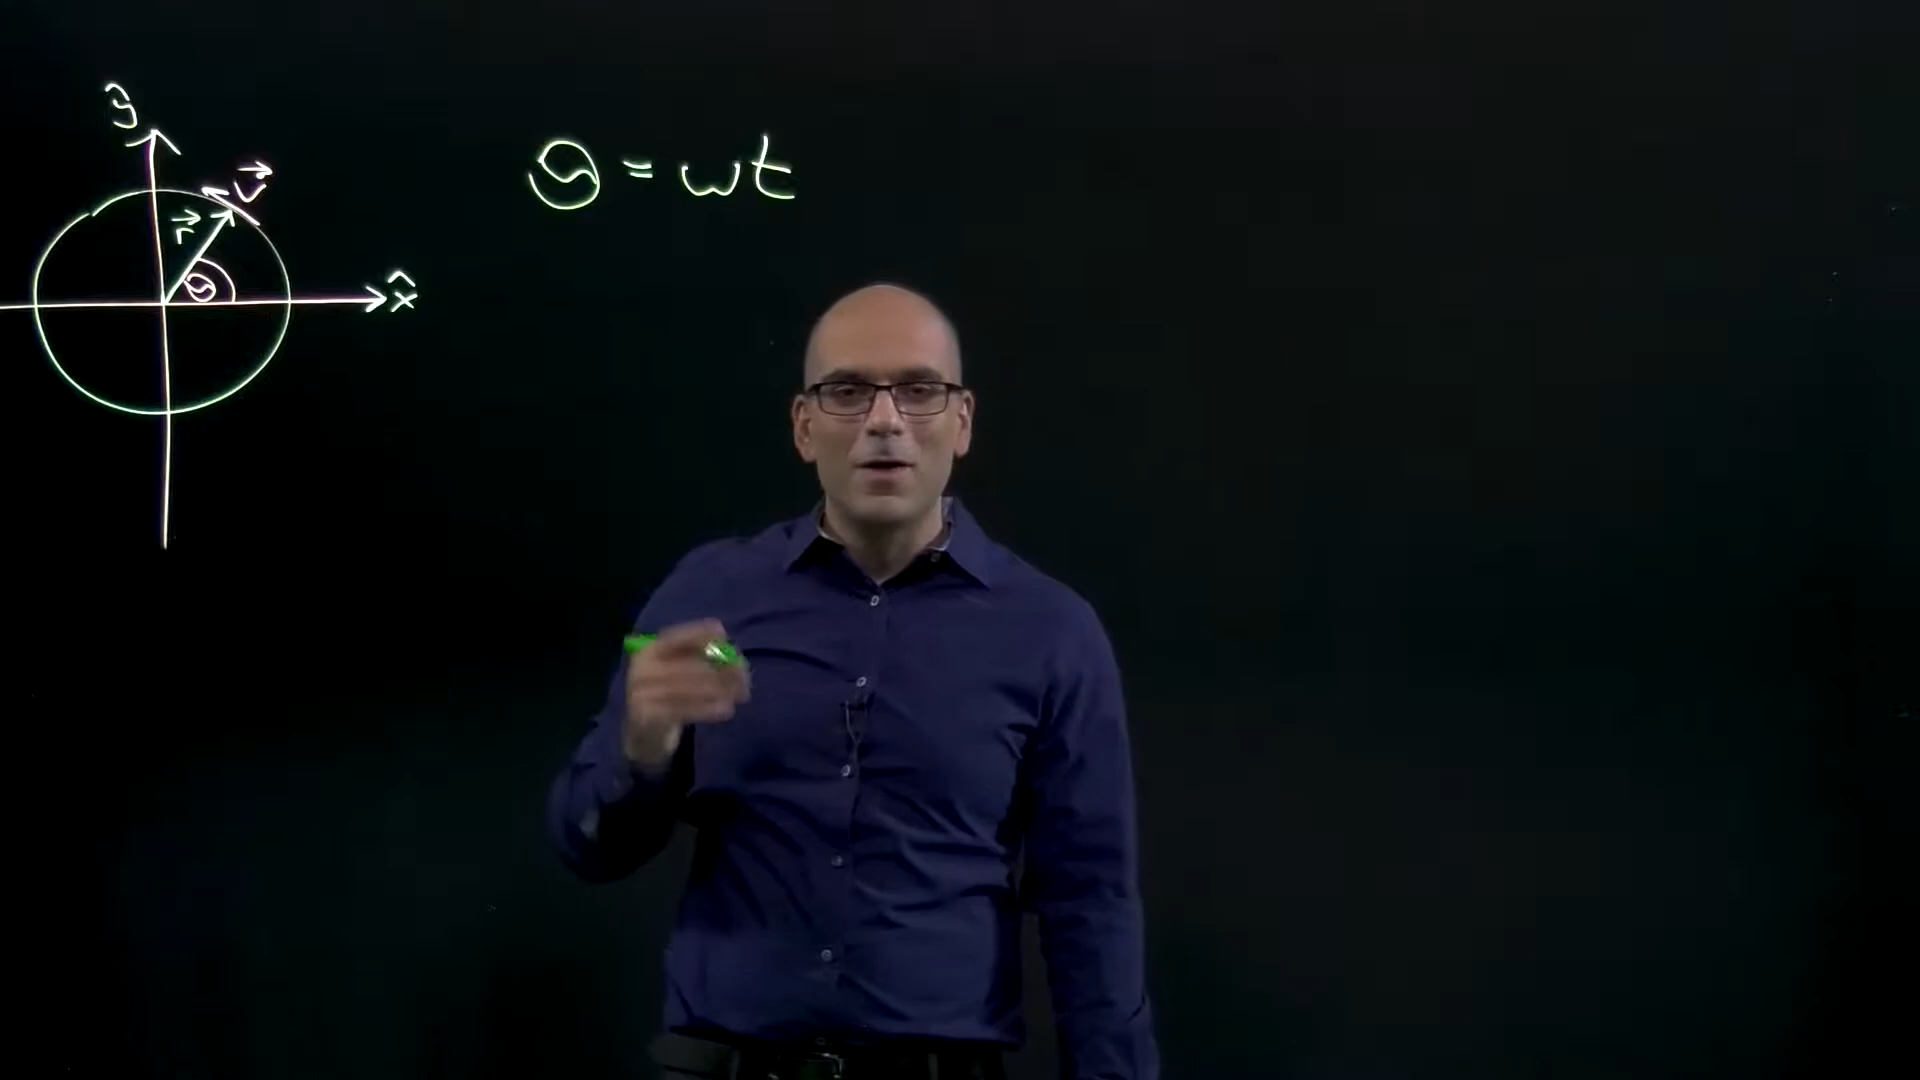 ŷ
v⃗
r⃗
θ
x̂
θ = ωt